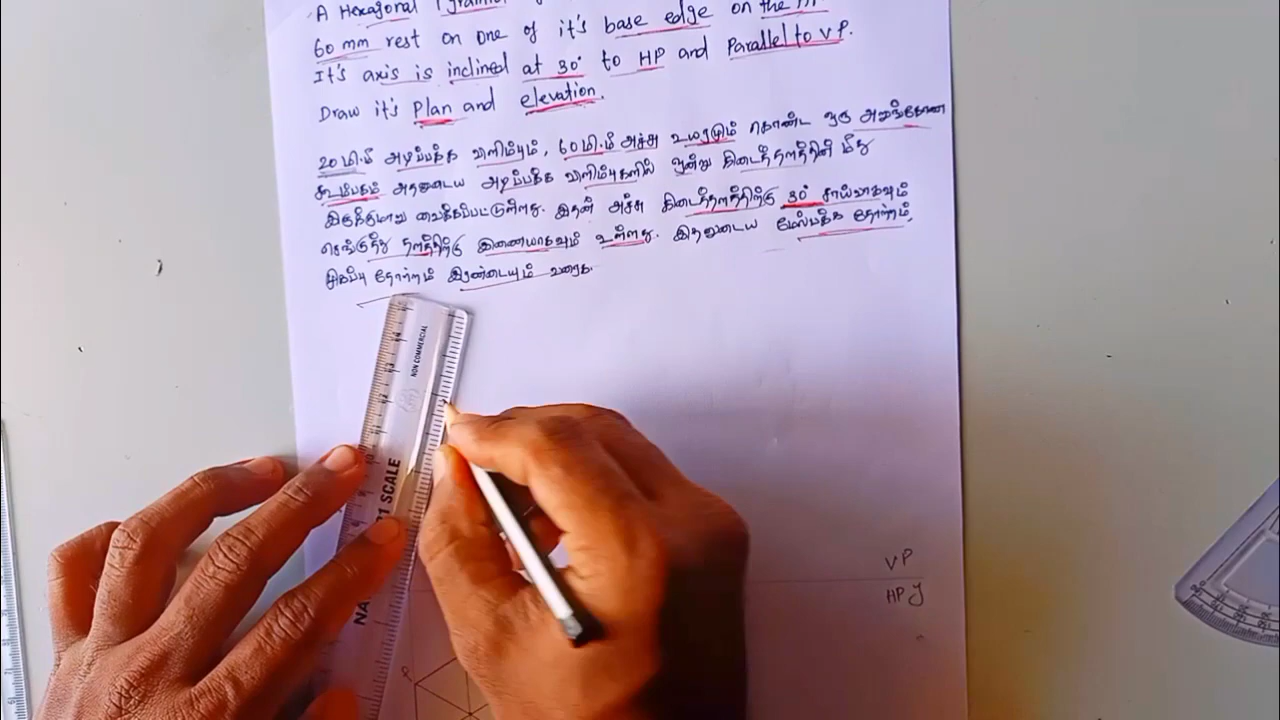 A Hexagonal Pyramid
60 mm rest on one of it's base edge on the HP.
It's axis is inclined at 30° to HP and Parallel to VP.
Draw it's Plan and elevation.
20 மி.மீ அடிப்பக்க விளிம்பும், 60 மி.மீ அச்சு உயரமும் கொண்ட ஒரு அறுங்கோண
கூம்பகம் அதனுடைய அடிப்பக்க விளிம்புகளில் ஒன்று கிடைத்தளத்தின் மீது
இருக்குமாறு வைக்கப்பட்டுள்ளது. இதன் அச்சு கிடைத்தளத்திற்கு 30° சாய்வாகவும்
செங்குத்து தளத்திற்கு இணையாகவும் உள்ளது. இதனுடைய மேல்பக்க தோற்றம்,
முகப்பு தோற்றம் இரண்டையும் வரைக.
NON COMMERCIAL
SCALE
VP
HP